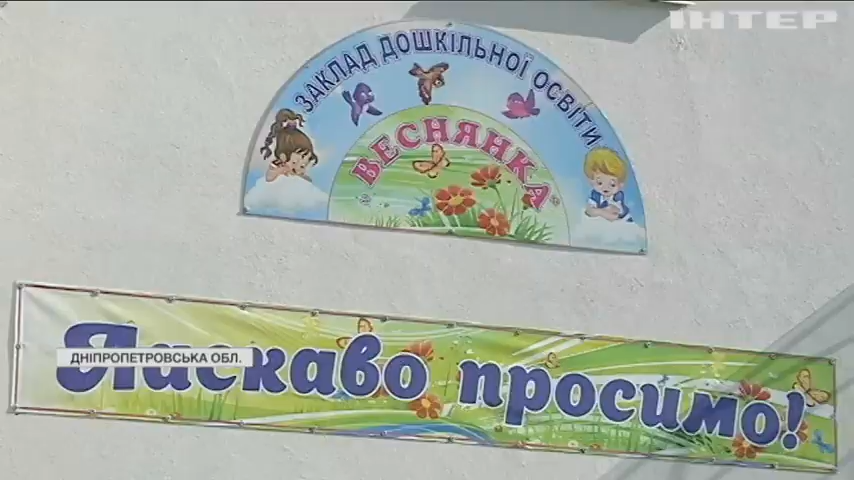 ІНТЕР
ЗАКЛАД ДОШКІЛЬНОЇ ОСВІТИ
"ВЕСНЯНКА"
ДНІПРОПЕТРОВСЬКА ОБЛ.
Ласкаво просимо!